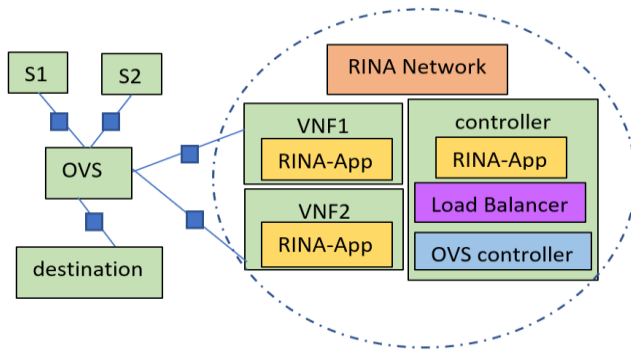 S1
S2
OVS
destination
RINA Network
VNF1
RINA-App
VNF2
RINA-App
controller
RINA-App
Load Balancer
OVS controller